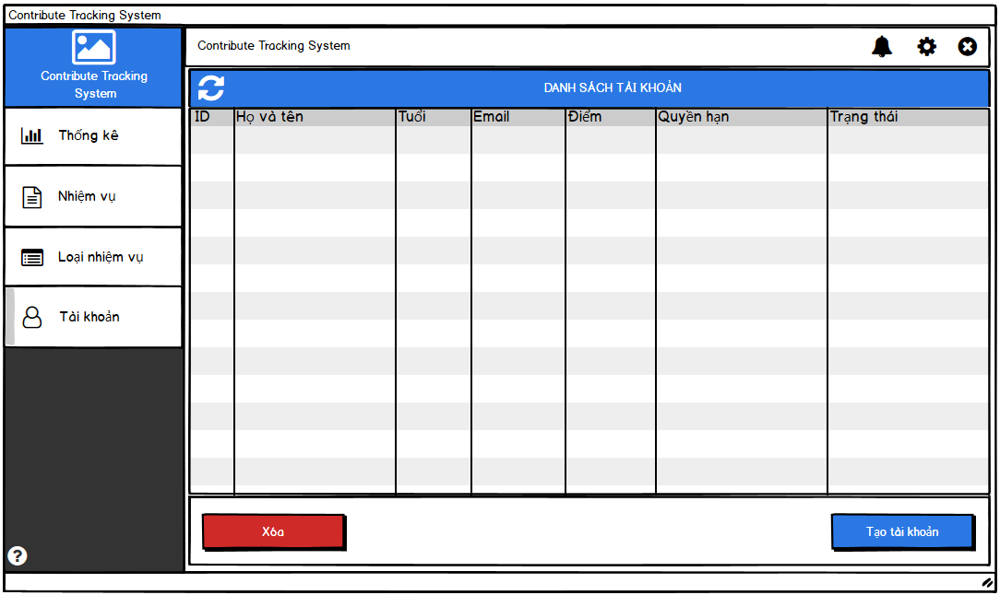 Contribute Tracking System
Contribute Tracking
System
Contribute Tracking System
DANH SÁCH TÀI KHOẢN
ID Họ và tên Tuổi Email Điểm Quyền hạn Trạng thái
Thống kê
Nhiệm vụ
Loại nhiệm vụ
Tài khoản
Xóa
Tạo tài khoản
?